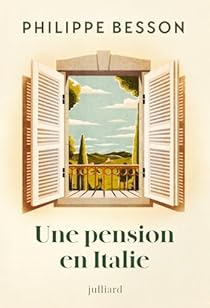 PHILIPPE BESSON
Une pension
en Italie
julliard